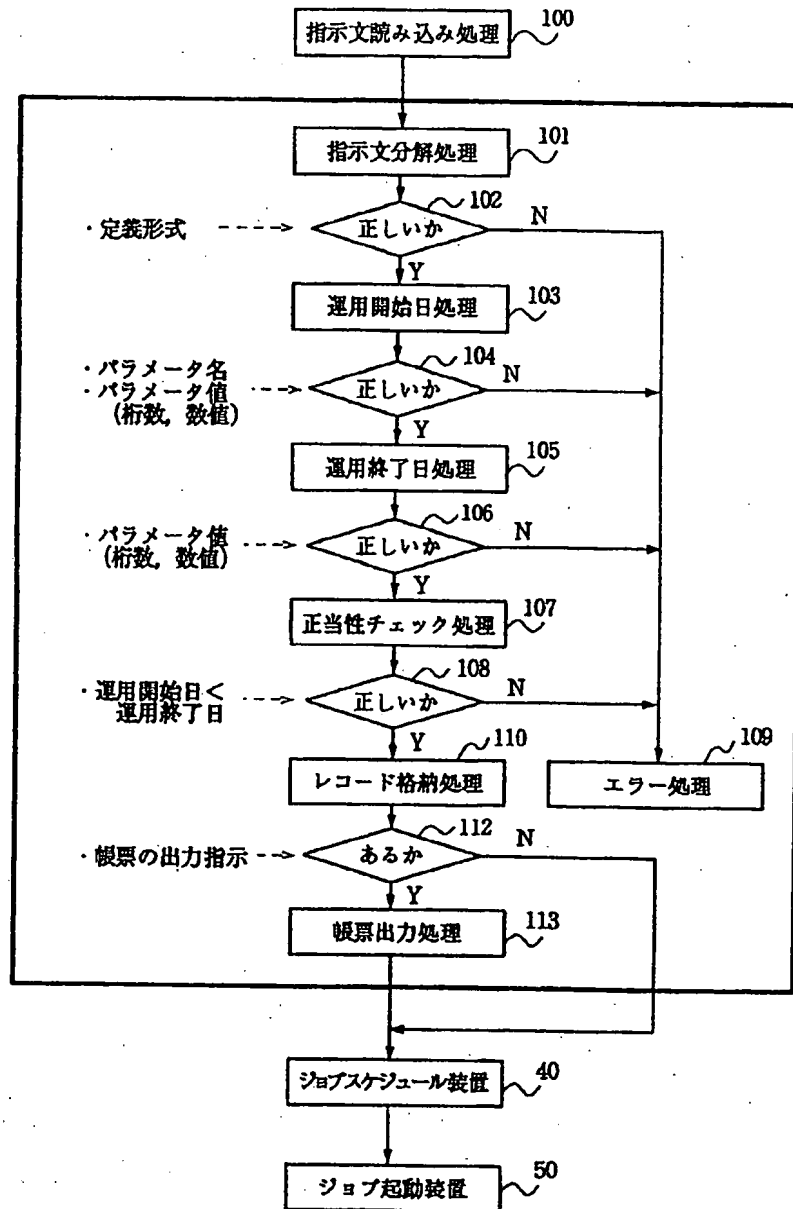 指示文読み込み処理 100
指示文分解処理 101
102
・定義形式 正しいか N
Y
運用開始日処理 103
104
・パラメータ名
・パラメータ値 正しいか N
(桁数, 数値)
Y
運用終了日処理 105
106
・パラメータ値 正しいか N
(桁数, 数値)
Y
正当性チェック処理 107
108
・運用開始日< 正しいか N
運用終了日
Y
110
レコード格納処理
109
エラー処理
112
・帳票の出力指示 あるか N
Y
帳票出力処理 113
ジョブスケジュール装置 40
ジョブ起動装置 50